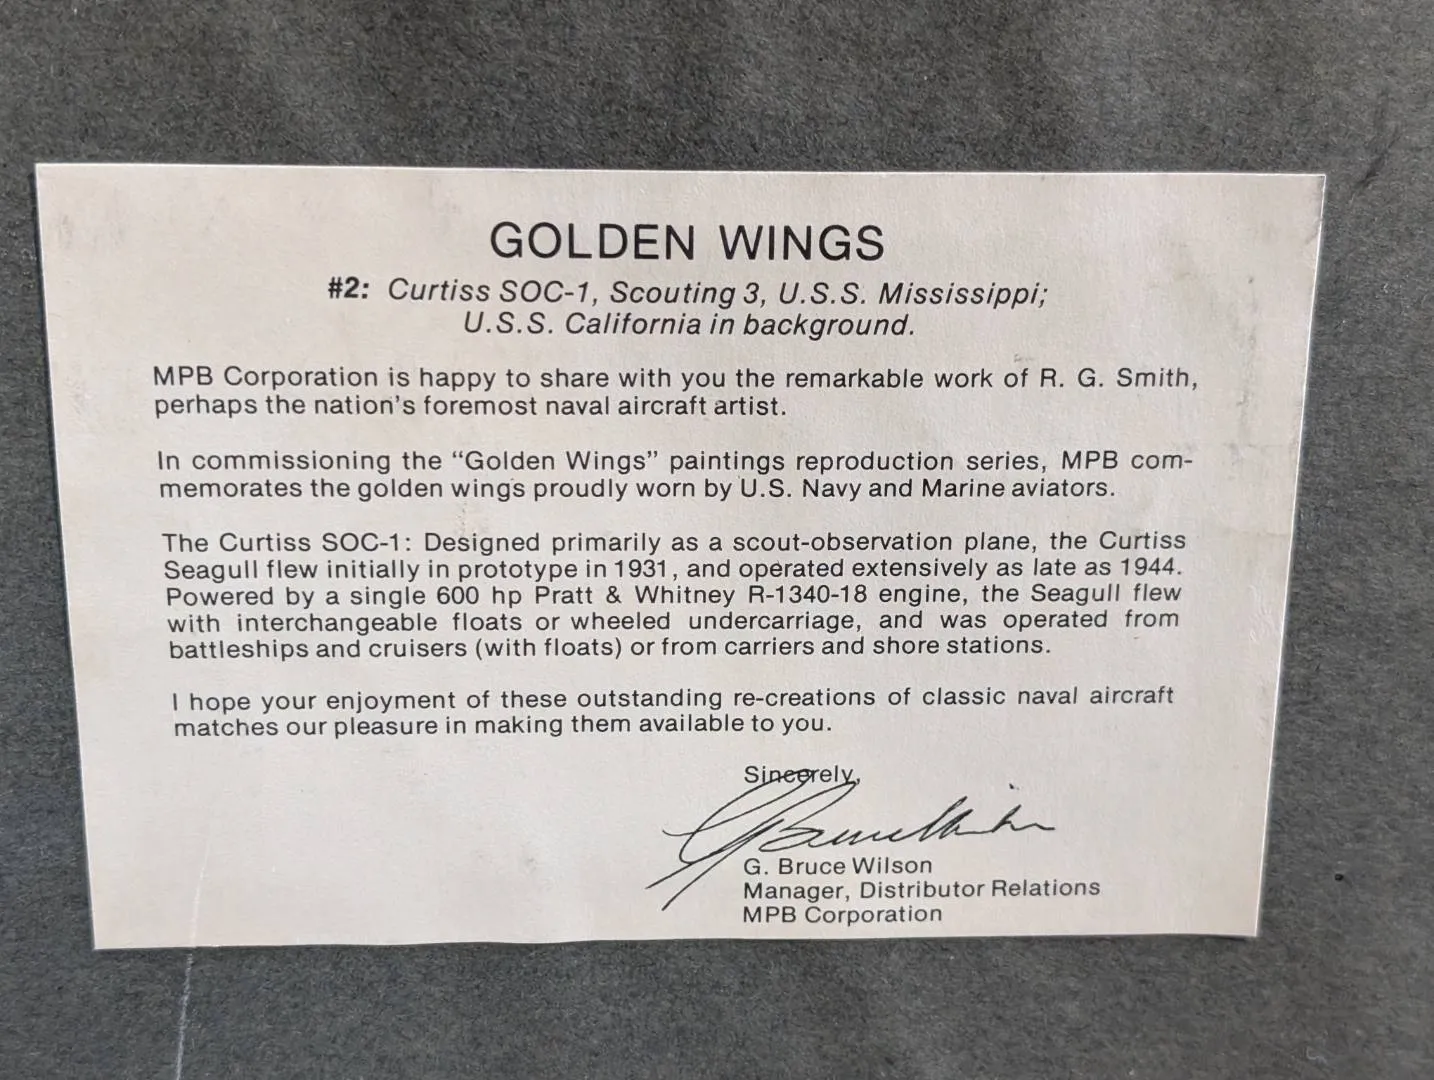 GOLDEN WINGS
#2: Curtiss SOC-1, Scouting 3, U.S.S. Mississippi;
U.S.S. California in background.
MPB Corporation is happy to share with you the remarkable work of R. G. Smith,
perhaps the nation's foremost naval aircraft artist.
In commissioning the “Golden Wings” paintings reproduction series, MPB com-
memorates the golden wings proudly worn by U.S. Navy and Marine aviators.
The Curtiss SOC-1: Designed primarily as a scout-observation plane, the Curtiss
Seagull flew initially in prototype in 1931, and operated extensively as late as 1944.
Powered by a single 600 hp Pratt & Whitney R-1340-18 engine, the Seagull flew
with interchangeable floats or wheeled undercarriage, and was operated from
battleships and cruisers (with floats) or from carriers and shore stations.
I hope your enjoyment of these outstanding re-creations of classic naval aircraft
matches our pleasure in making them available to you.
Sincerely,
G Bruce Wilson
G. Bruce Wilson
Manager, Distributor Relations
MPB Corporation